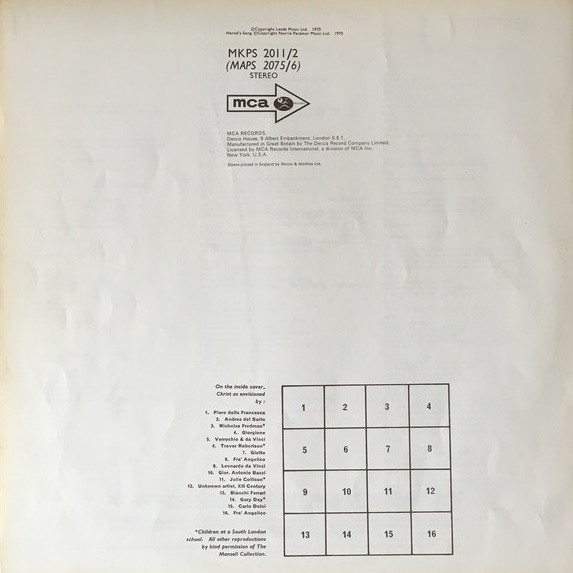 ©Copyright Leeds Music Ltd. 1970
Herod's Song ©Copyright Norrie Paramor Music Ltd. 1970
MKPS 2011/2
(MAPS 2075/6)
STEREO
mca
MCA RECORDS.
Decca House, 9 Albert Embankment, London S.E.1.
Manufactured in Great Britain by The Decca Record Company Limited.
Licensed by MCA Records International, a division of MCA Inc.
New York, U.S.A.
Sleeve printed in England by Moore & Matthes Ltd.
On the inside cover,
Christ as envisioned
by :
1. Piero della Francesca
2. Andrea del Sarto
3. Nicholas Fredman*
4. Giorgione
5. Verrochio & da Vinci
6. Trevor Robertson*
7. Giotto
8. Fra' Angelico
9. Leonardo da Vinci
10. Giov. Antonio Bazzi
11. Julie Collison*
12. Unknown artist, XII Century
13. Bianchi Ferrari
14. Gary Day*
15. Carlo Dolci
16. Fra' Angelico
*Children at a South London
school. All other reproductions
by kind permission of The
Mansell Collection.
1 2 3 4
5 6 7 8
9 10 11 12
13 14 15 16